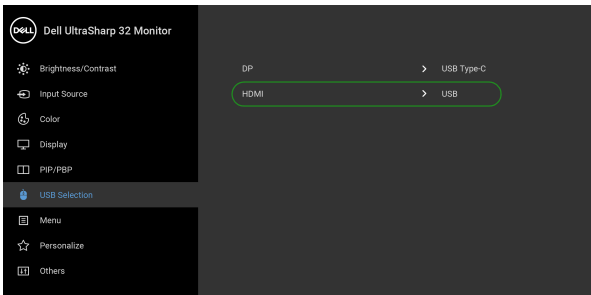 DELL Dell UltraSharp 32 Monitor
Brightness/Contrast
Input Source
Color
Display
PIP/PBP
USB Selection
Menu
Personalize
Others
DP > USB Type-C
HDMI > USB